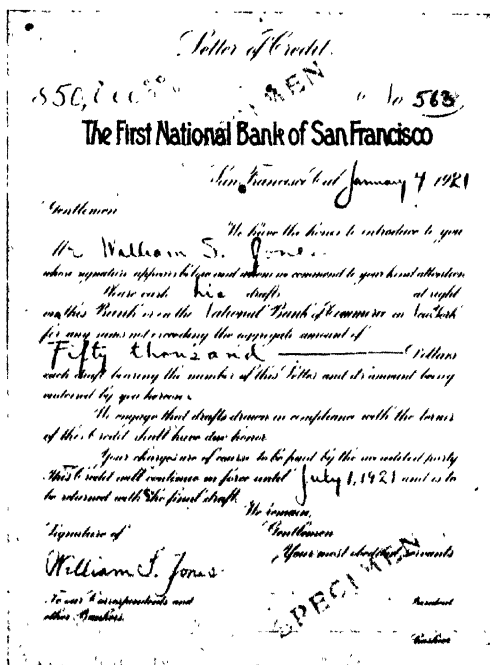 Letter of Credit.
$50,000.00 No 563
SPECIMEN
The First National Bank of San Francisco
San Francisco Cal January 4 1921
Gentlemen
We have the honor to introduce to you
Mr William S. Jones
whose signature appears below and whom we commend to your kind attention
Please cash his drafts at sight
on this Bank or on the National Bank of Commerce in New York
for any sums not exceeding the aggregate amount of
Fifty thousand Dollars
each draft bearing the number of this Letter and its amount being
endorsed by you hereon.
We engage that drafts drawn in compliance with the terms
of this credit shall have due honor
Your charges are of course to be paid by the accredited party
This Credit will continue in force until July 1, 1921 and is to
be returned with the final draft
We remain,
Signature of Gentlemen
Your most obedient servants
William S. Jones
To our Correspondents and President
other Bankers.
SPECIMEN
Cashier